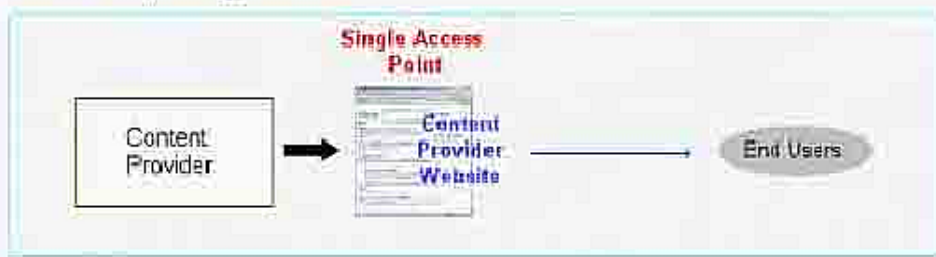 Single Access
Point
Content
Provider
Content
Provider
Website
End Users